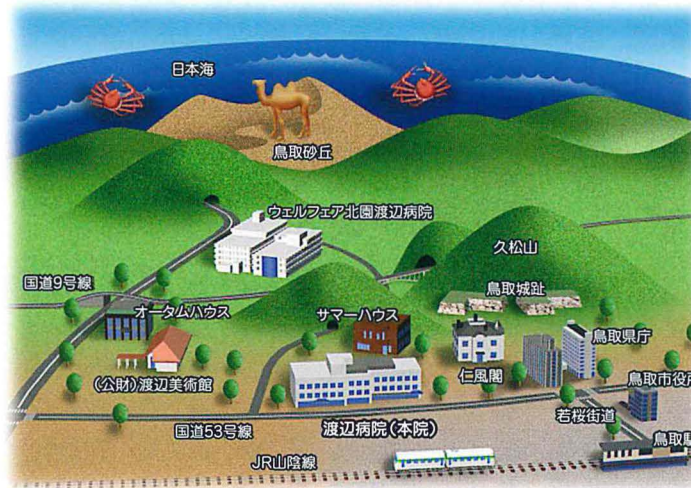 日本海
鳥取砂丘
ウェルフェア北園渡辺病院
久松山
国道9号線
鳥取城趾
オータムハウス
サマーハウス
鳥取県庁
(公財)渡辺美術館
仁風閣
鳥取市役所
若桜街道
国道53号線
渡辺病院(本院)
鳥取駅
JR山陰線